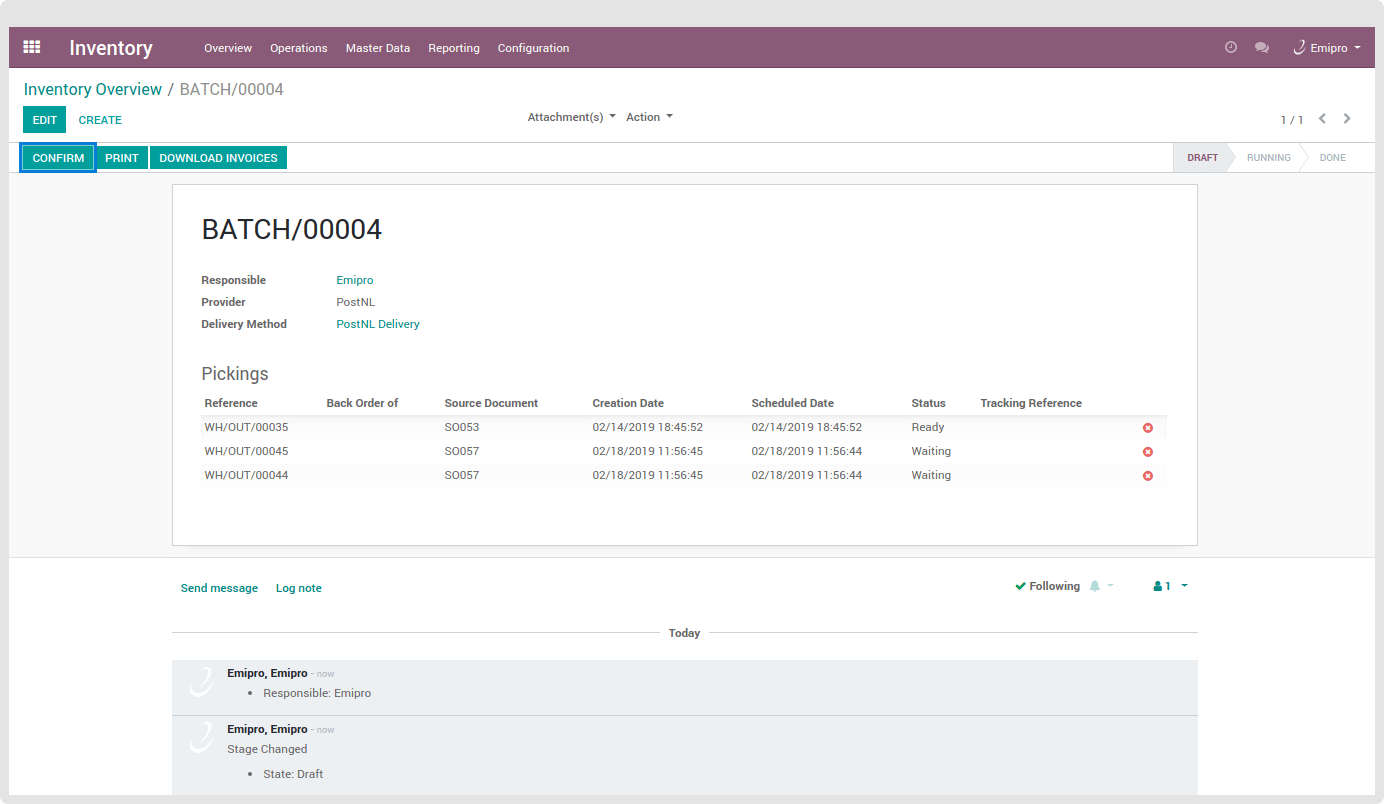 Inventory Overview Operations Master Data Reporting Configuration Emipro
Inventory Overview / BATCH/00004
EDIT CREATE Attachment(s) Action 1 / 1
CONFIRM PRINT DOWNLOAD INVOICES DRAFT RUNNING DONE
BATCH/00004
Responsible Emipro
Provider PostNL
Delivery Method PostNL Delivery
Pickings
Reference Back Order of Source Document Creation Date Scheduled Date Status Tracking Reference
WH/OUT/00035 SO053 02/14/2019 18:45:52 02/14/2019 18:45:52 Ready
WH/OUT/00045 SO057 02/18/2019 11:56:45 02/18/2019 11:56:44 Waiting
WH/OUT/00044 SO057 02/18/2019 11:56:45 02/18/2019 11:56:44 Waiting
Send message Log note Following 1
Today
Emipro, Emipro - now
• Responsible: Emipro
Emipro, Emipro - now
Stage Changed
• State: Draft